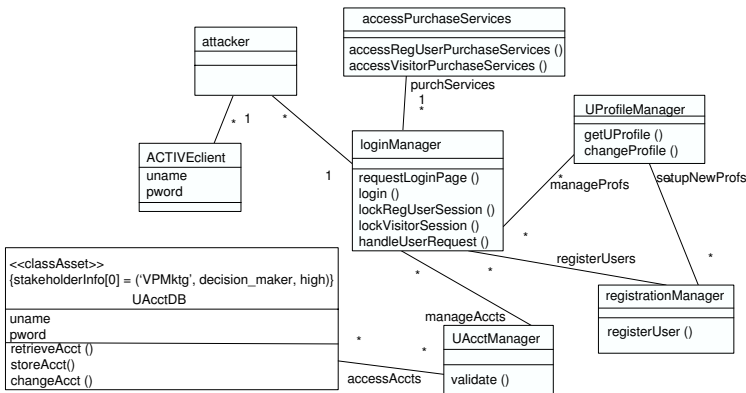 accessPurchaseServices
accessRegUserPurchaseServices ()
accessVisitorPurchaseServices ()
attacker
purchServices
1
*
UProfileManager
getUProfile ()
changeProfile ()
* 1
*
loginManager
requestLoginPage ()
login ()
lockRegUserSession ()
lockVisitorSession ()
handleUserRequest ()
ACTIVEclient
uname
pword
1
*
manageProfs
*
setupNewProfs
*
*
registerUsers
*
*
*
<<classAsset>>
{stakeholderInfo[0] = (‘VPMktg’, decision_maker, high)}
UAcctDB
uname
pword
retrieveAcct ()
storeAcct()
changeAcct ()
registrationManager
registerUser ()
manageAccts
*
UAcctManager
validate ()
*
*
accessAccts